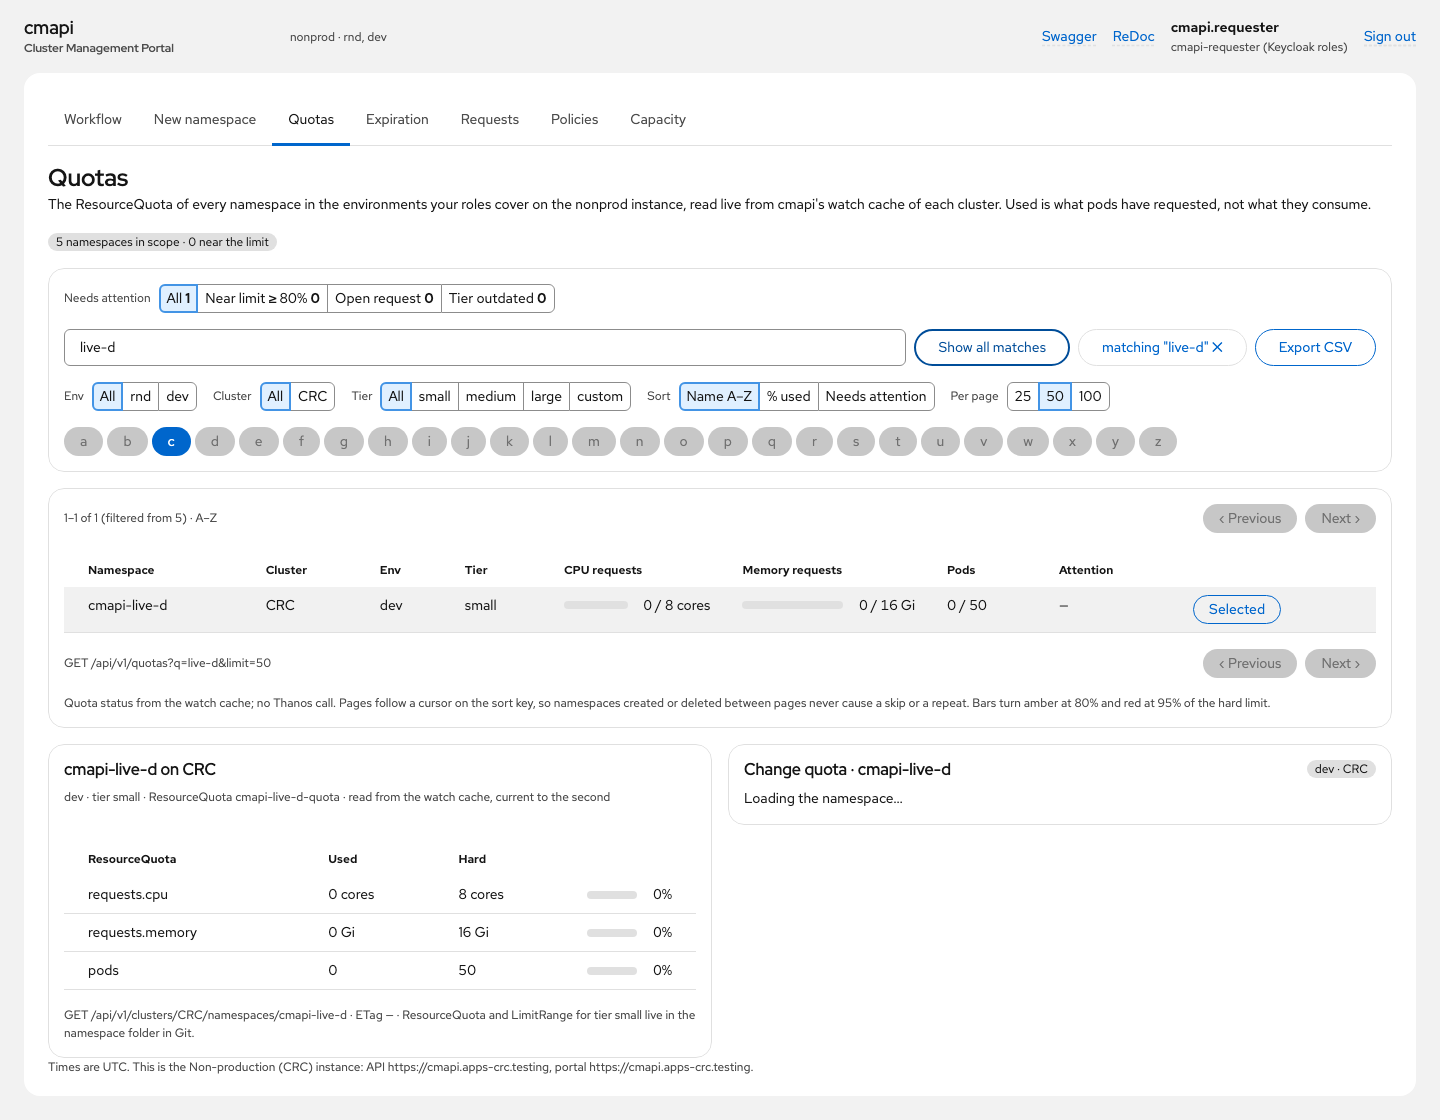 cmapi
Cluster Management Portal
nonprod · rnd, dev
Swagger
ReDoc
cmapi.requester
cmapi-requester (Keycloak roles)
Sign out
Workflow
New namespace
Quotas
Expiration
Requests
Policies
Capacity
Quotas
The ResourceQuota of every namespace in the environments your roles cover on the nonprod instance, read live from cmapi's watch cache of each cluster. Used is what pods have requested, not what they consume.
5 namespaces in scope · 0 near the limit
Needs attention All 1 Near limit ≥ 80% 0 Open request 0 Tier outdated 0
live-d Show all matches matching "live-d" ✕ Export CSV
Env All rnd dev Cluster All CRC Tier All small medium large custom Sort Name A–Z % used Needs attention Per page 25 50 100
a b c d e f g h i j k l m n o p q r s t u v w x y z
1–1 of 1 (filtered from 5) · A–Z ‹ Previous Next ›
Namespace Cluster Env Tier CPU requests Memory requests Pods Attention
cmapi-live-d CRC dev small 0 / 8 cores 0 / 16 Gi 0 / 50 — Selected
GET /api/v1/quotas?q=live-d&limit=50 ‹ Previous Next ›
Quota status from the watch cache; no Thanos call. Pages follow a cursor on the sort key, so namespaces created or deleted between pages never cause a skip or a repeat. Bars turn amber at 80% and red at 95% of the hard limit.
cmapi-live-d on CRC
dev · tier small · ResourceQuota cmapi-live-d-quota · read from the watch cache, current to the second
ResourceQuota Used Hard
requests.cpu 0 cores 8 cores 0%
requests.memory 0 Gi 16 Gi 0%
pods 0 50 0%
GET /api/v1/clusters/CRC/namespaces/cmapi-live-d · ETag — · ResourceQuota and LimitRange for tier small live in the
namespace folder in Git.
Change quota · cmapi-live-d dev · CRC
Loading the namespace…
Times are UTC. This is the Non-production (CRC) instance: API https://cmapi.apps-crc.testing, portal https://cmapi.apps-crc.testing.